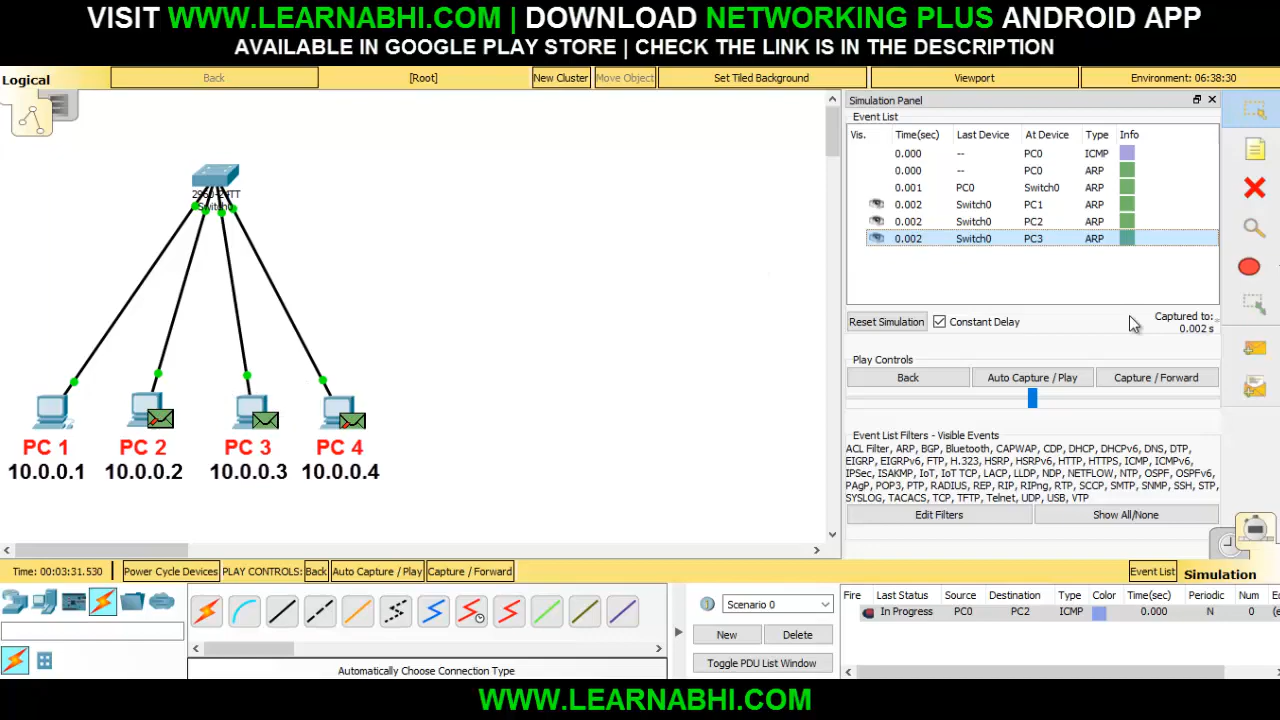 VISIT WWW.LEARNABHI.COM | DOWNLOAD NETWORKING PLUS ANDROID APP
AVAILABLE IN GOOGLE PLAY STORE | CHECK THE LINK IS IN THE DESCRIPTION
Logical
Back
[Root]
New Cluster
Move Object
Set Tiled Background
Viewport
Environment: 06:38:30
Simulation Panel
Event List
Vis. Time(sec) Last Device At Device Type Info
0.000 -- PC0 ICMP
0.000 -- PC0 ARP
0.001 PC0 Switch0 ARP
0.002 Switch0 PC1 ARP
0.002 Switch0 PC2 ARP
0.002 Switch0 PC3 ARP
Reset Simulation
Constant Delay
Captured to:
0.002 s
Play Controls
Back
Auto Capture / Play
Capture / Forward
Event List Filters - Visible Events
ACL Filter, ARP, BGP, Bluetooth, CAPWAP, CDP, DHCP, DHCPv6, DNS, DTP,
EIGRP, EIGRPv6, FTP, H.323, HSRP, HSRPv6, HTTP, HTTPS, ICMP, ICMPv6,
IPSec, ISAKMP, IoT, IoT TCP, LACP, LLDP, NDP, NETFLOW, NTP, OSPF, OSPFv6,
PAgP, POP3, PTP, RADIUS, REP, RIP, RIPng, RTP, SCCP, SMTP, SNMP, SSH, STP,
SYSLOG, TACACS, TCP, TFTP, Telnet, UDP, USB, VTP
Edit Filters
Show All/None
Switch0
PC 1
10.0.0.1
PC 2
10.0.0.2
PC 3
10.0.0.3
PC 4
10.0.0.4
Time: 00:03:31.530
Power Cycle Devices
PLAY CONTROLS:
Back
Auto Capture / Play
Capture / Forward
Event List
Simulation
Scenario 0
New
Delete
Toggle PDU List Window
Automatically Choose Connection Type
Fire Last Status Source Destination Type Color Time(sec) Periodic Num
In Progress PC0 PC2 ICMP 0.000 N 0
WWW.LEARNABHI.COM